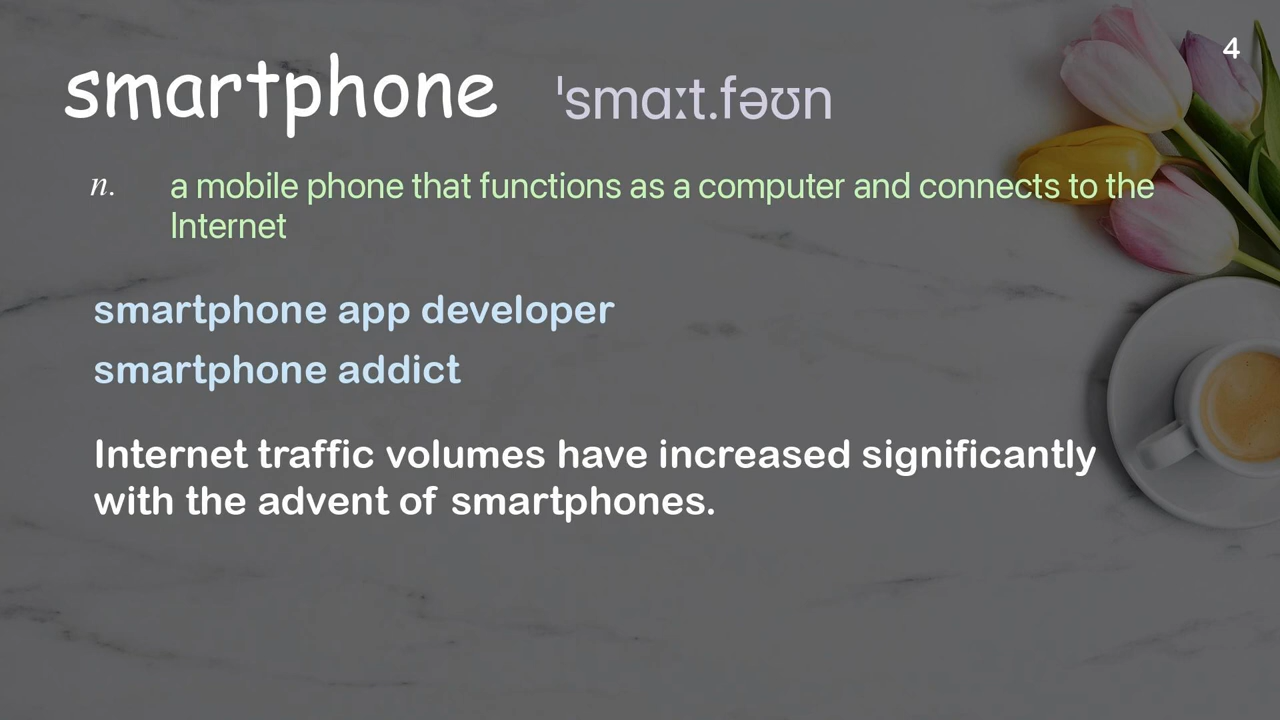 4
smartphone ˈsmɑːt.fəʊn
n. a mobile phone that functions as a computer and connects to the
Internet
smartphone app developer
smartphone addict
Internet traffic volumes have increased significantly
with the advent of smartphones.